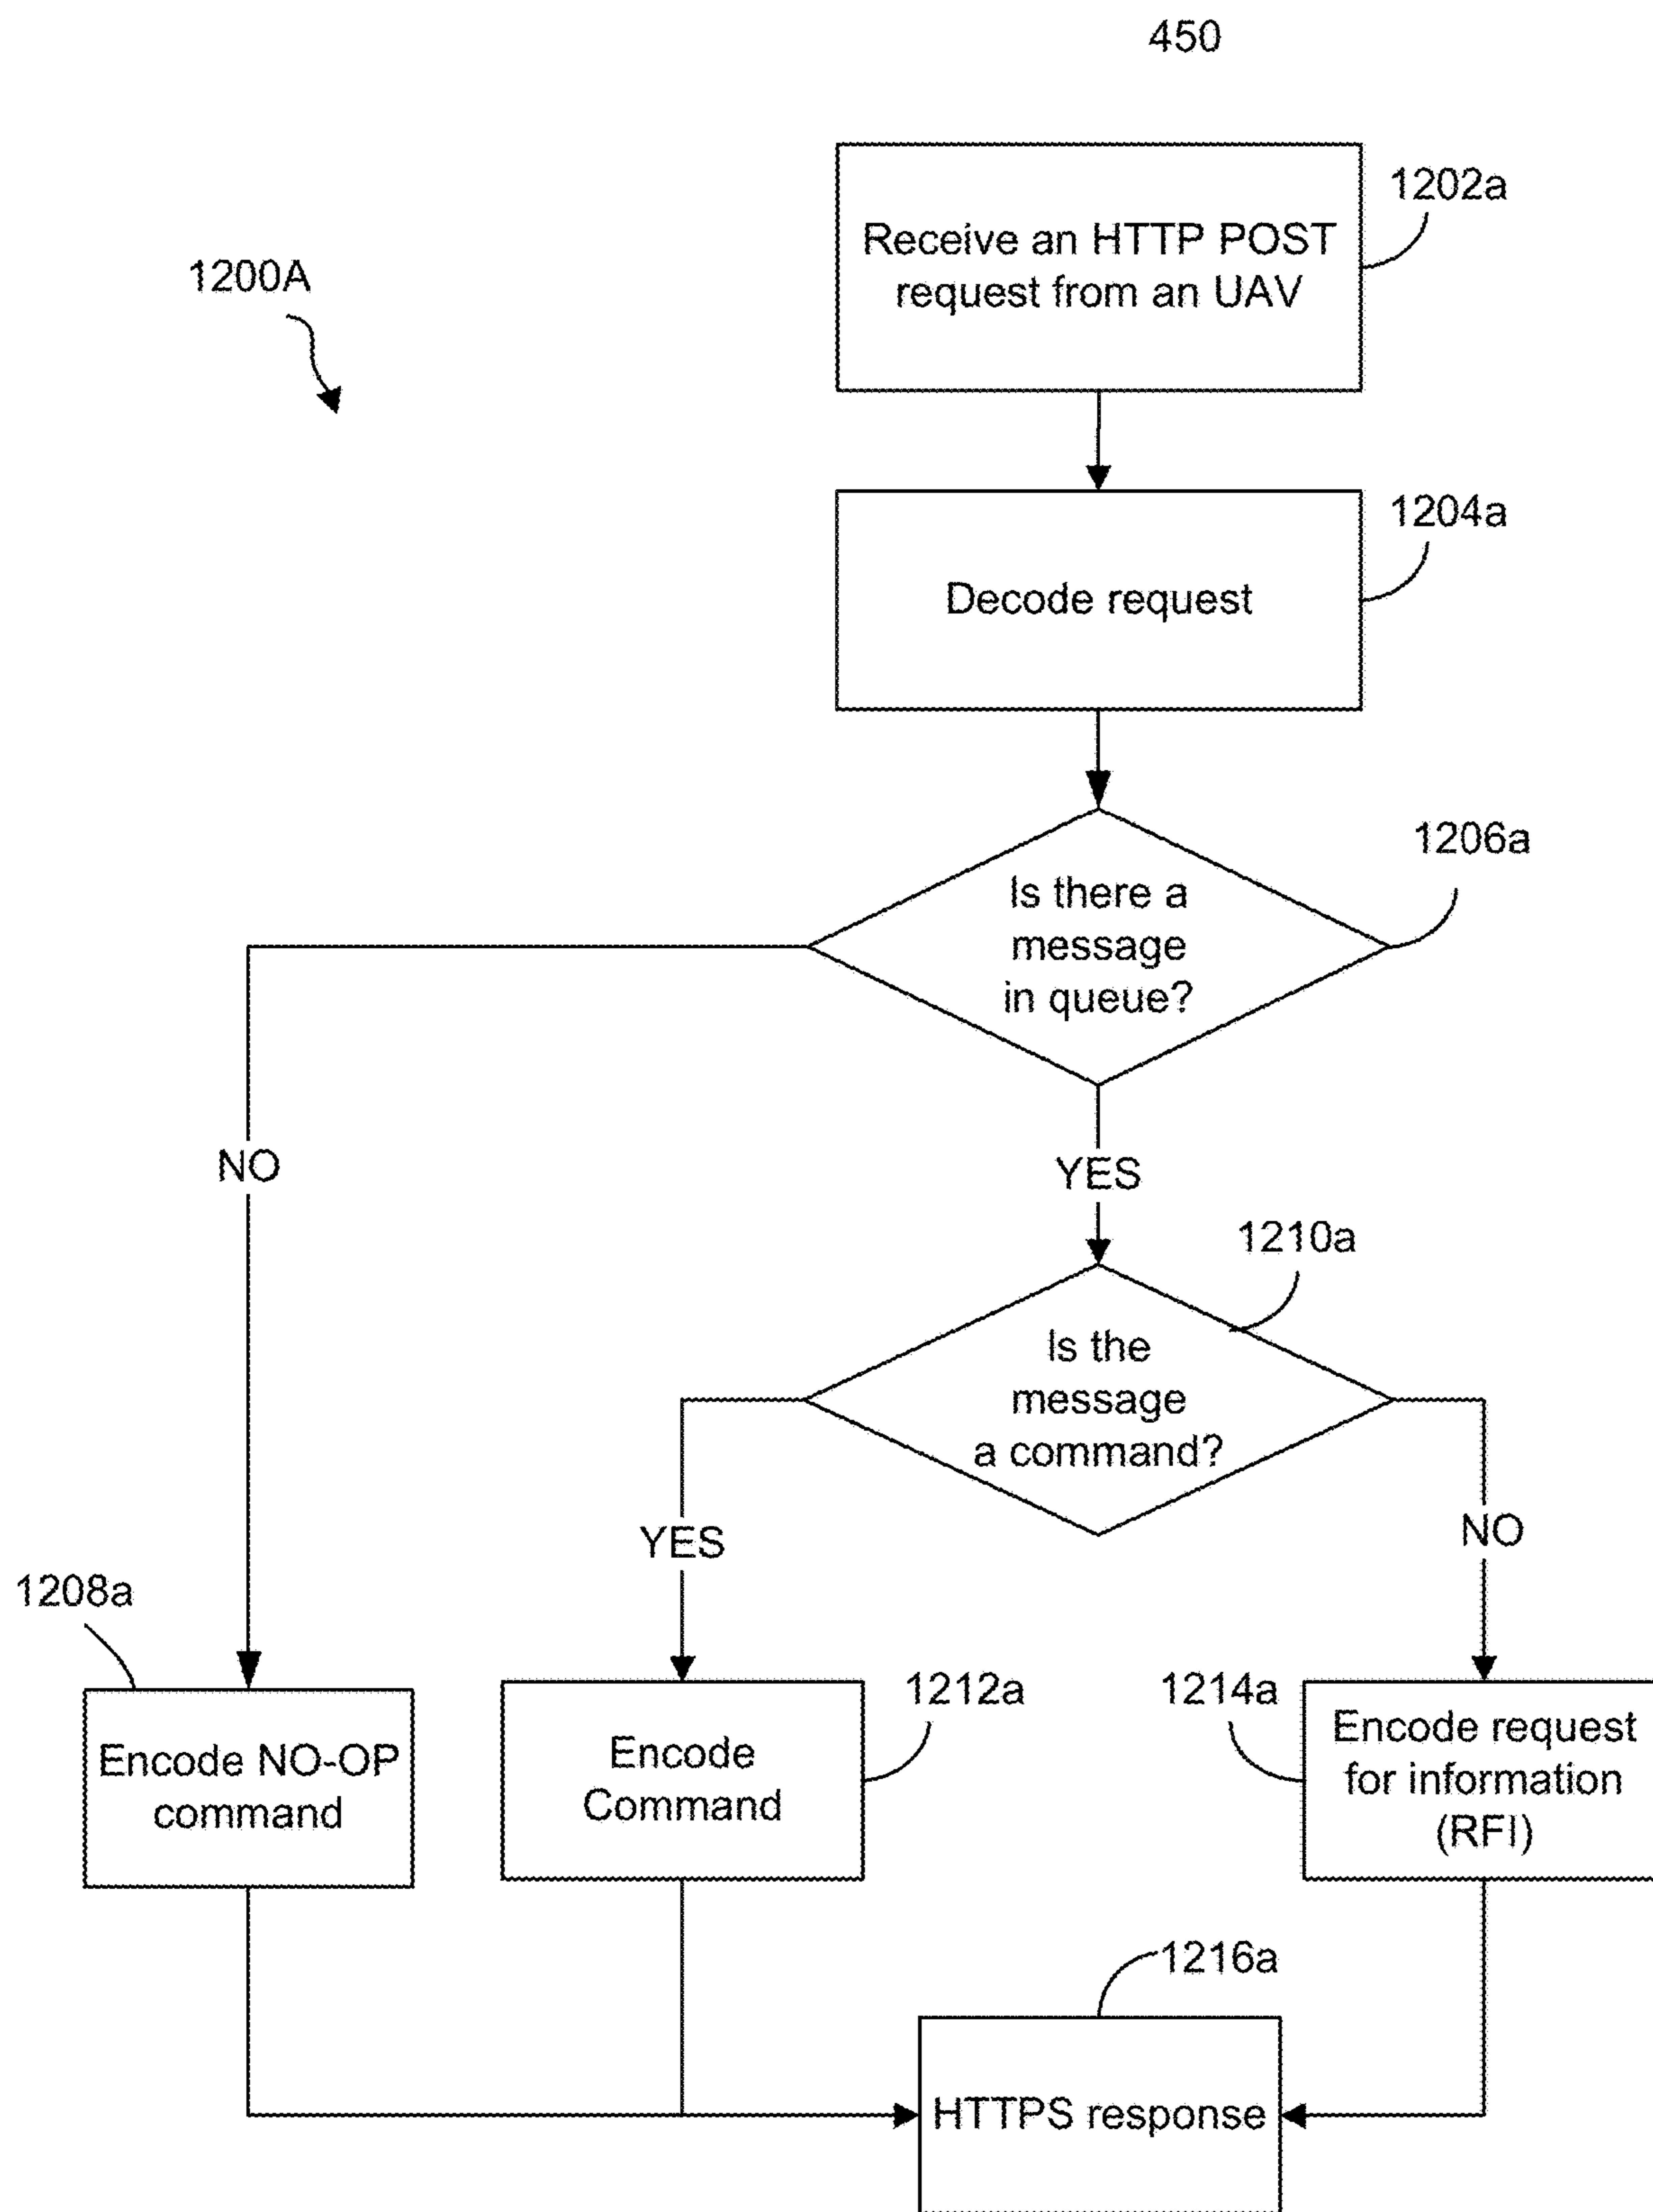 450
1202a
Receive an HTTP POST
request from an UAV
1200A
1204a
Decode request
1206a
Is there a
message
in queue?
NO
YES
1210a
Is the
message
a command?
YES
NO
1208a
1212a
1214a
Encode NO-OP
command
Encode
Command
Encode request
for information
(RFI)
1216a
HTTPS response